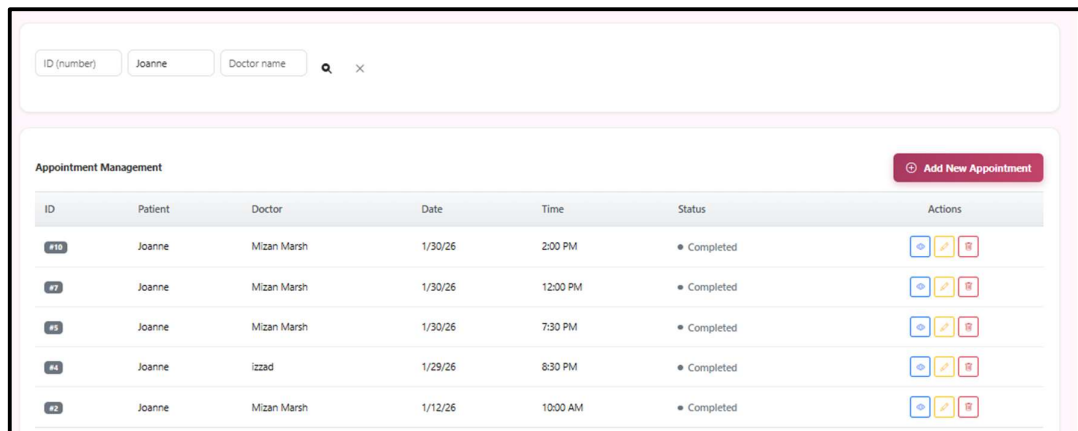 ID (number) Joanne Doctor name
Appointment Management
Add New Appointment
ID Patient Doctor Date Time Status Actions
#10 Joanne Mizan Marsh 1/30/26 2:00 PM Completed
#7 Joanne Mizan Marsh 1/30/26 12:00 PM Completed
#5 Joanne Mizan Marsh 1/30/26 7:30 PM Completed
#4 Joanne izzad 1/29/26 8:30 PM Completed
#2 Joanne Mizan Marsh 1/12/26 10:00 AM Completed